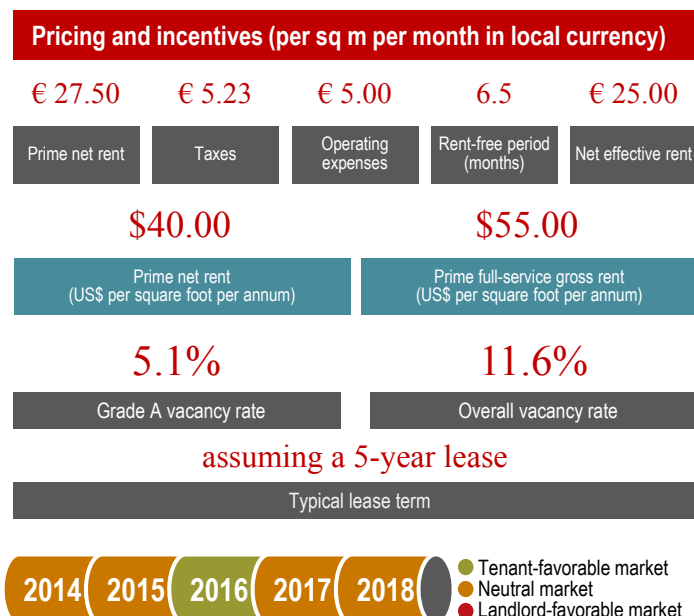 Pricing and incentives (per sq m per month in local currency)
€ 27.50 € 5.23 € 5.00 6.5 € 25.00
Prime net rent Taxes Operating expenses Rent-free period (months) Net effective rent
$40.00 $55.00
Prime net rent
(US$ per square foot per annum)
Prime full-service gross rent
(US$ per square foot per annum)
5.1% 11.6%
Grade A vacancy rate Overall vacancy rate
assuming a 5-year lease
Typical lease term
2014 2015 2016 2017 2018
Tenant-favorable market
Neutral market
Landlord-favorable market